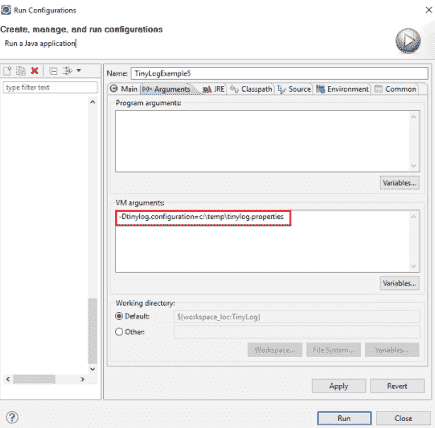 Run Configurations
Create, manage, and run configurations
Run a Java application
type filter text
Name: TinyLogExample5
Main Arguments JRE Classpath Source Environment Common
Program arguments:
Variables...
VM arguments:
-Dtinylog.configuration=c:\temp\tinylog.properties
Variables...
Working directory:
Default: ${workspace_loc:TinyLog}
Other:
Workspace... File System... Variables...
Apply Revert
Run Close